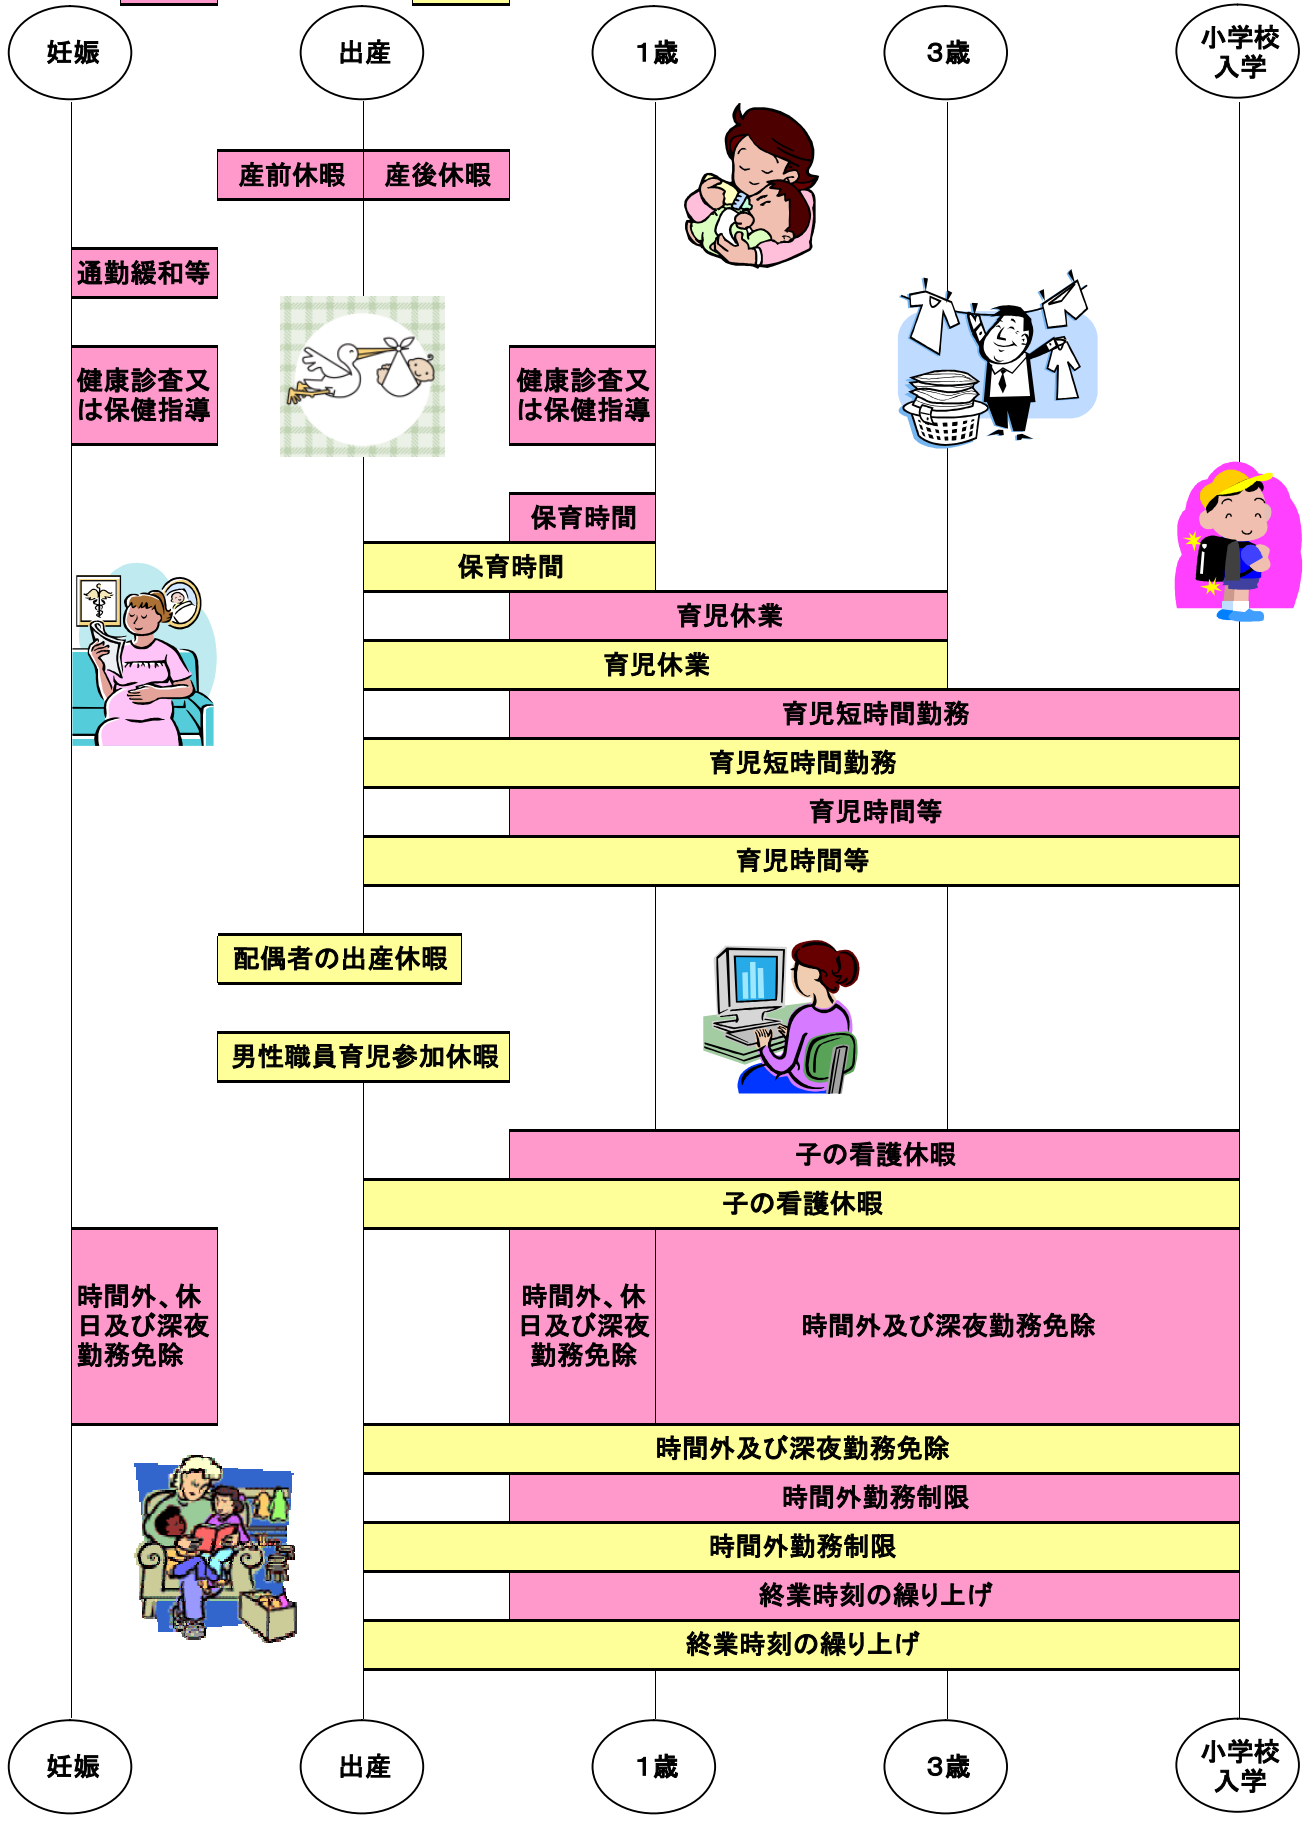 妊娠
出産
１歳
３歳
小学校
入学
産前休暇
産後休暇
通勤緩和等
健康診査又
は保健指導
健康診査又
は保健指導
保育時間
保育時間
育児休業
育児休業
育児短時間勤務
育児短時間勤務
育児時間等
育児時間等
配偶者の出産休暇
男性職員育児参加休暇
子の看護休暇
子の看護休暇
時間外、休
日及び深夜
勤務免除
時間外、休
日及び深夜
勤務免除
時間外及び深夜勤務免除
時間外及び深夜勤務免除
時間外勤務制限
時間外勤務制限
終業時刻の繰り上げ
終業時刻の繰り上げ
妊娠
出産
１歳
３歳
小学校
入学